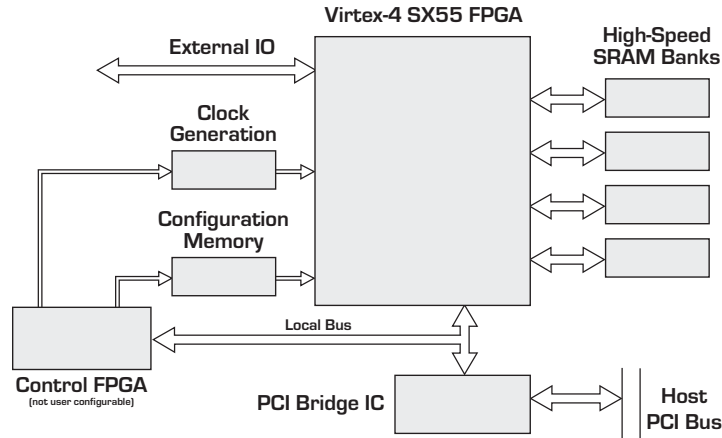 Virtex-4 SX55 FPGA
External IO
High-Speed
SRAM Banks
Clock
Generation
Configuration
Memory
Local Bus
Control FPGA
(not user configurable)
PCI Bridge IC
Host
PCI Bus